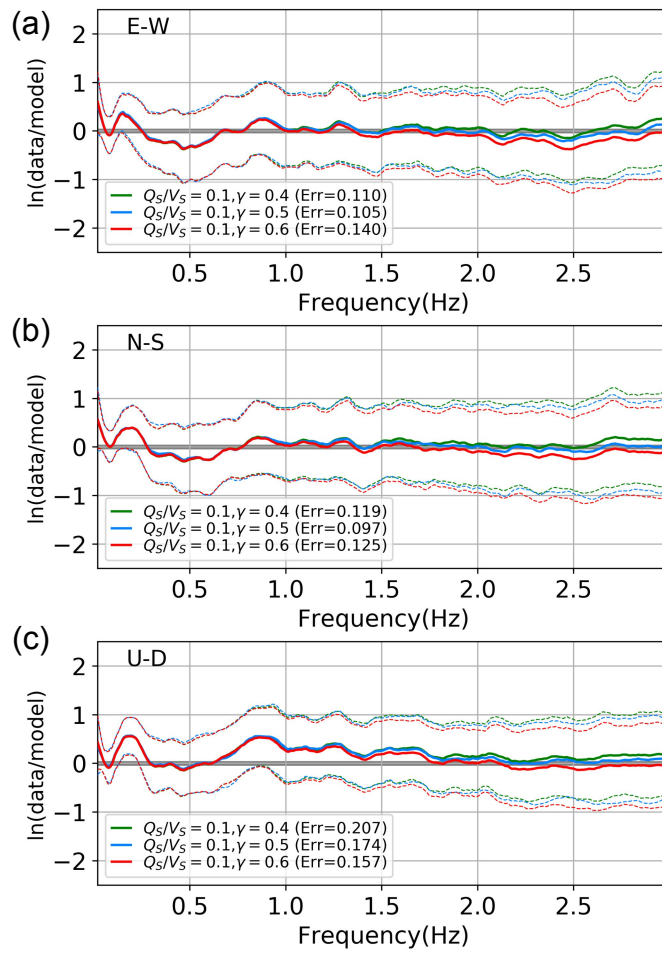 (a)
E-W
ln(data/model)
2
1
0
−1
−2
Q_S/V_S = 0.1,γ = 0.4 (Err=0.110)
Q_S/V_S = 0.1,γ = 0.5 (Err=0.105)
Q_S/V_S = 0.1,γ = 0.6 (Err=0.140)
0.5 1.0 1.5 2.0 2.5
Frequency(Hz)
(b)
N-S
ln(data/model)
2
1
0
−1
−2
Q_S/V_S = 0.1,γ = 0.4 (Err=0.119)
Q_S/V_S = 0.1,γ = 0.5 (Err=0.097)
Q_S/V_S = 0.1,γ = 0.6 (Err=0.125)
0.5 1.0 1.5 2.0 2.5
Frequency(Hz)
(c)
U-D
ln(data/model)
2
1
0
−1
−2
Q_S/V_S = 0.1,γ = 0.4 (Err=0.207)
Q_S/V_S = 0.1,γ = 0.5 (Err=0.174)
Q_S/V_S = 0.1,γ = 0.6 (Err=0.157)
0.5 1.0 1.5 2.0 2.5
Frequency(Hz)